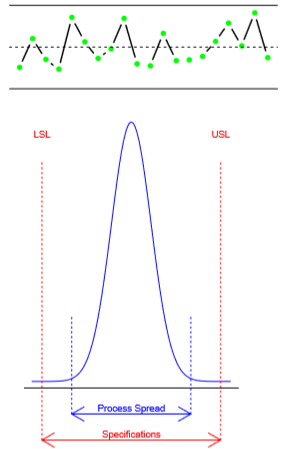 LSL
USL
Process Spread
Specifications